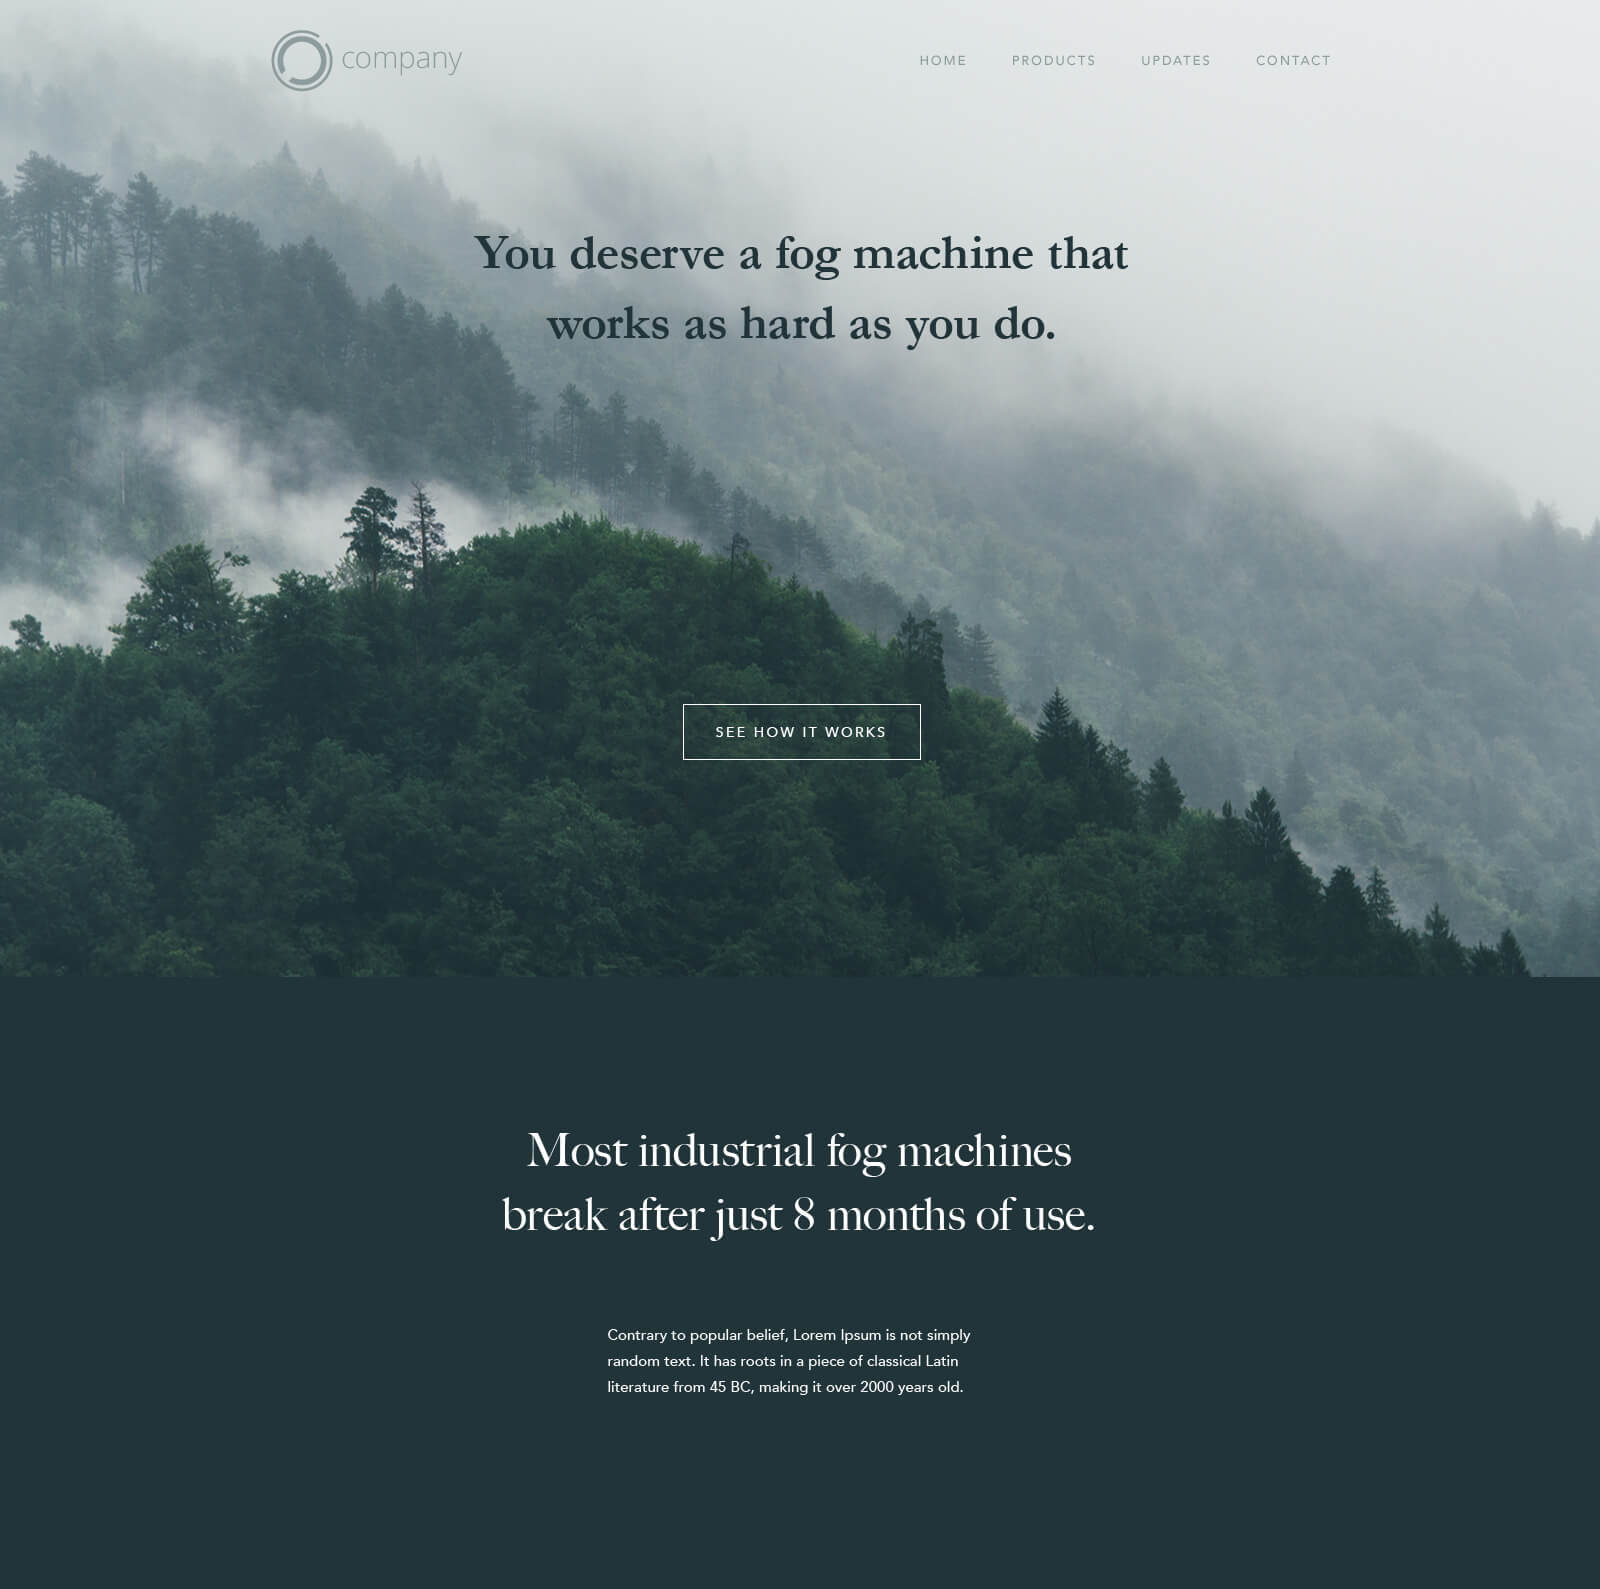 company
HOME PRODUCTS UPDATES CONTACT
You deserve a fog machine that
works as hard as you do.
SEE HOW IT WORKS
Most industrial fog machines
break after just 8 months of use.
Contrary to popular belief, Lorem Ipsum is not simply
random text. It has roots in a piece of classical Latin
literature from 45 BC, making it over 2000 years old.